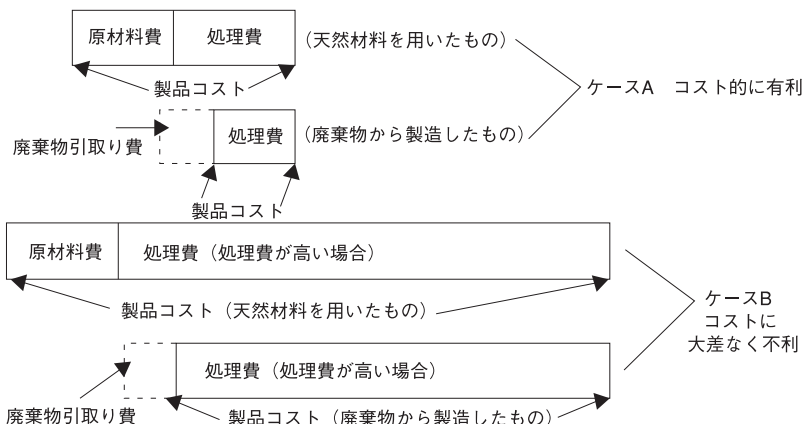 原材料費 処理費 (天然材料を用いたもの)
製品コスト
ケースA コスト的に有利
処理費 (廃棄物から製造したもの)
廃棄物引取り費
製品コスト
原材料費 処理費(処理費が高い場合)
製品コスト(天然材料を用いたもの)
ケースB
コストに
大差なく不利
処理費(処理費が高い場合)
廃棄物引取り費
製品コスト(廃棄物から製造したもの)